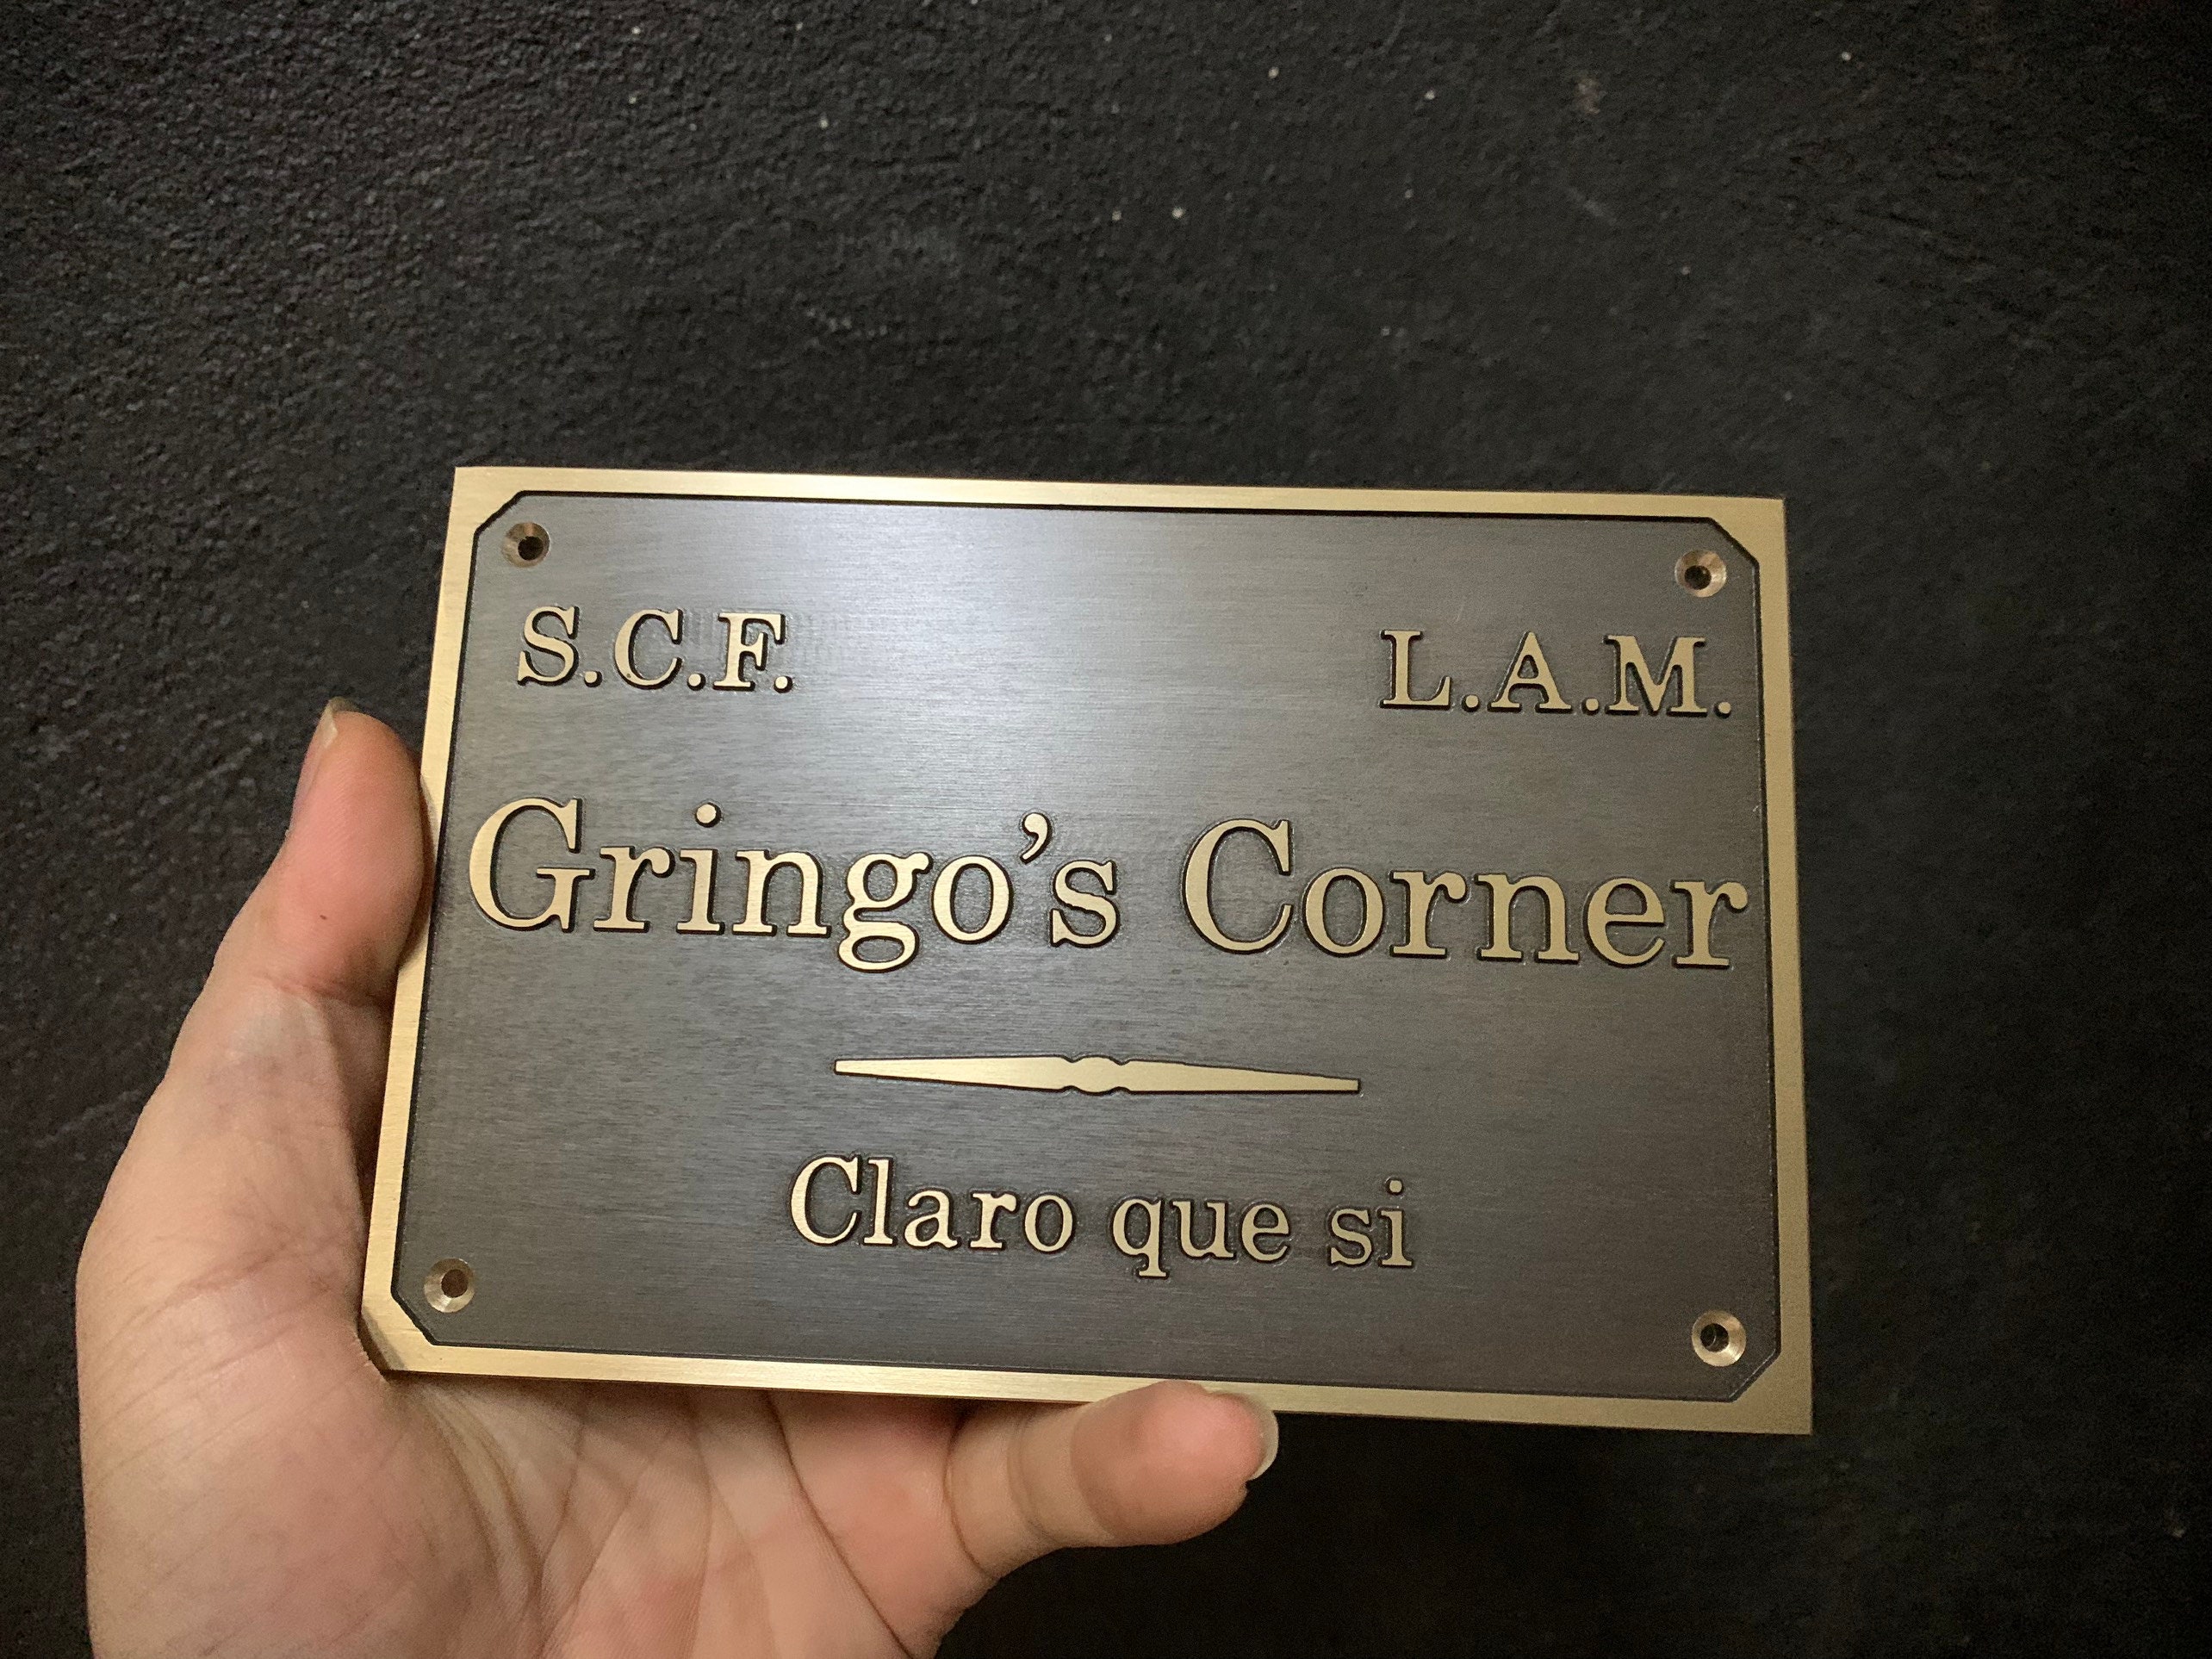 S.C.F. L.A.M.
Gringo's Corner
Claro que si